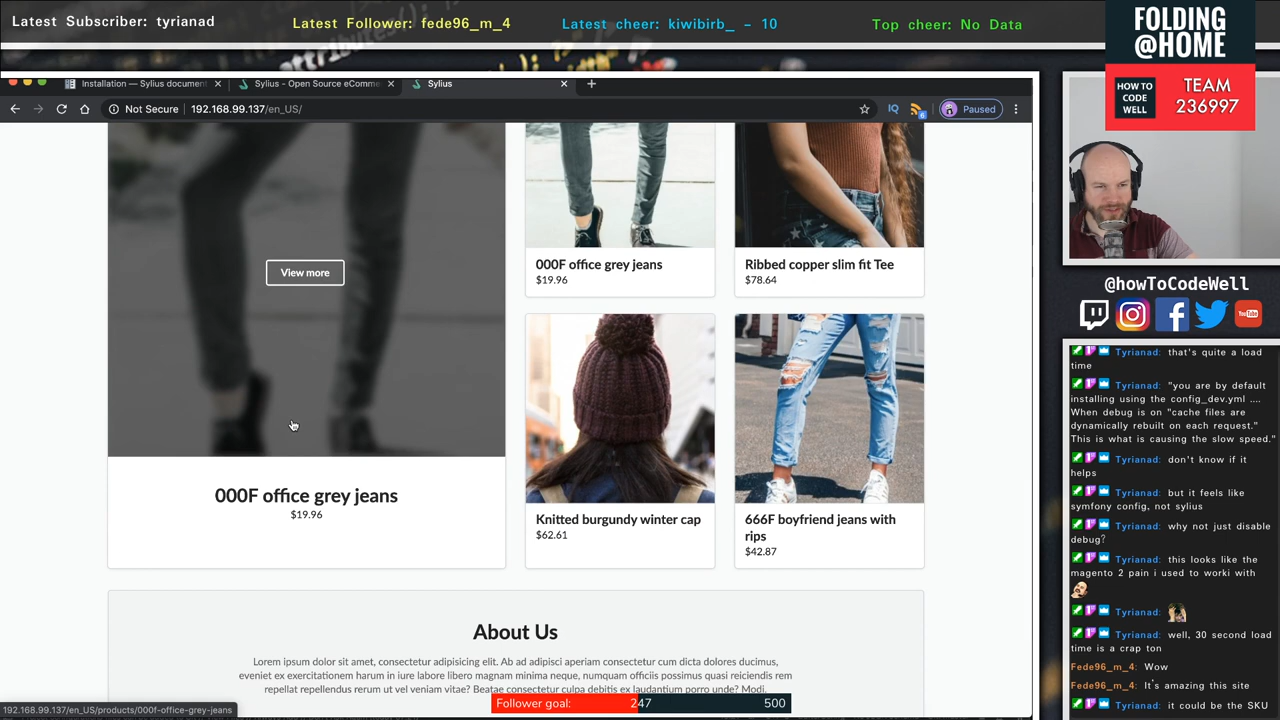 Latest Subscriber: tyrianad
Latest Follower: fede96_m_4
Latest cheer: kiwibirb_ - 10
Top cheer: No Data
FOLDING
@HOME
HOW TO
CODE
WELL
TEAM
236997
Installation — Sylius document
Sylius - Open Source eComme
Sylius
Not Secure
192.168.99.137/en_US/
IQ
6
Paused
View more
000F office grey jeans
$19.96
Ribbed copper slim fit Tee
$78.64
000F office grey jeans
$19.96
Knitted burgundy winter cap
$62.61
666F boyfriend jeans with
rips
$42.87
About Us
Lorem ipsum dolor sit amet, consectetur adipisicing elit. Ab ad adipisci aperiam consectetur cum dicta dolores ducimus,
eveniet ex exercitationem harum in iure labore libero magnam minima neque, numquam officiis possimus quasi reiciendis rem
repellat repellendus rerum ut vel veniam vitae? Beatae consectetur culpa debitis ex laudantium porro unde? Modi,
192.168.99.137/en_US/products/000f-office-grey-jeans
Follower goal: 247 500
@howToCodeWell
You Tube
Tyrianad: that's quite a load
time
Tyrianad: "you are by default
installing using the config_dev.yml ....
When debug is on "cache files are
dynamically rebuilt on each request."
This is what is causing the slow speed."
Tyrianad: don't know if it
helps
Tyrianad: but it feels like
symfony config, not sylius
Tyrianad: why not just disable
debug?
Tyrianad: this looks like the
magento 2 pain i used to worki with
Tyrianad:
Tyrianad: well, 30 second load
time is a crap ton
Fede96_m_4: Wow
Fede96_m_4: It's amazing this site
Tyrianad: it could be the SKU